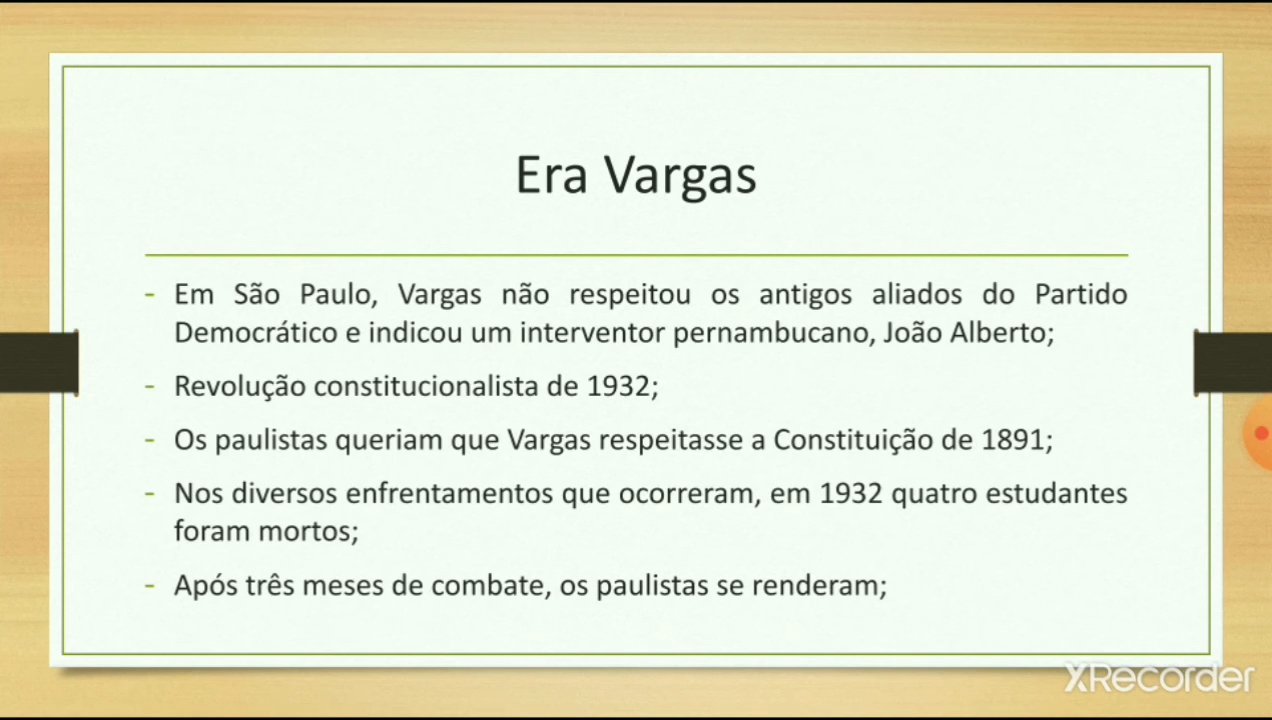 Era Vargas
- Em São Paulo, Vargas não respeitou os antigos aliados do Partido
Democrático e indicou um interventor pernambucano, João Alberto;
- Revolução constitucionalista de 1932;
- Os paulistas queriam que Vargas respeitasse a Constituição de 1891;
- Nos diversos enfrentamentos que ocorreram, em 1932 quatro estudantes
foram mortos;
- Após três meses de combate, os paulistas se renderam;
XRecorder